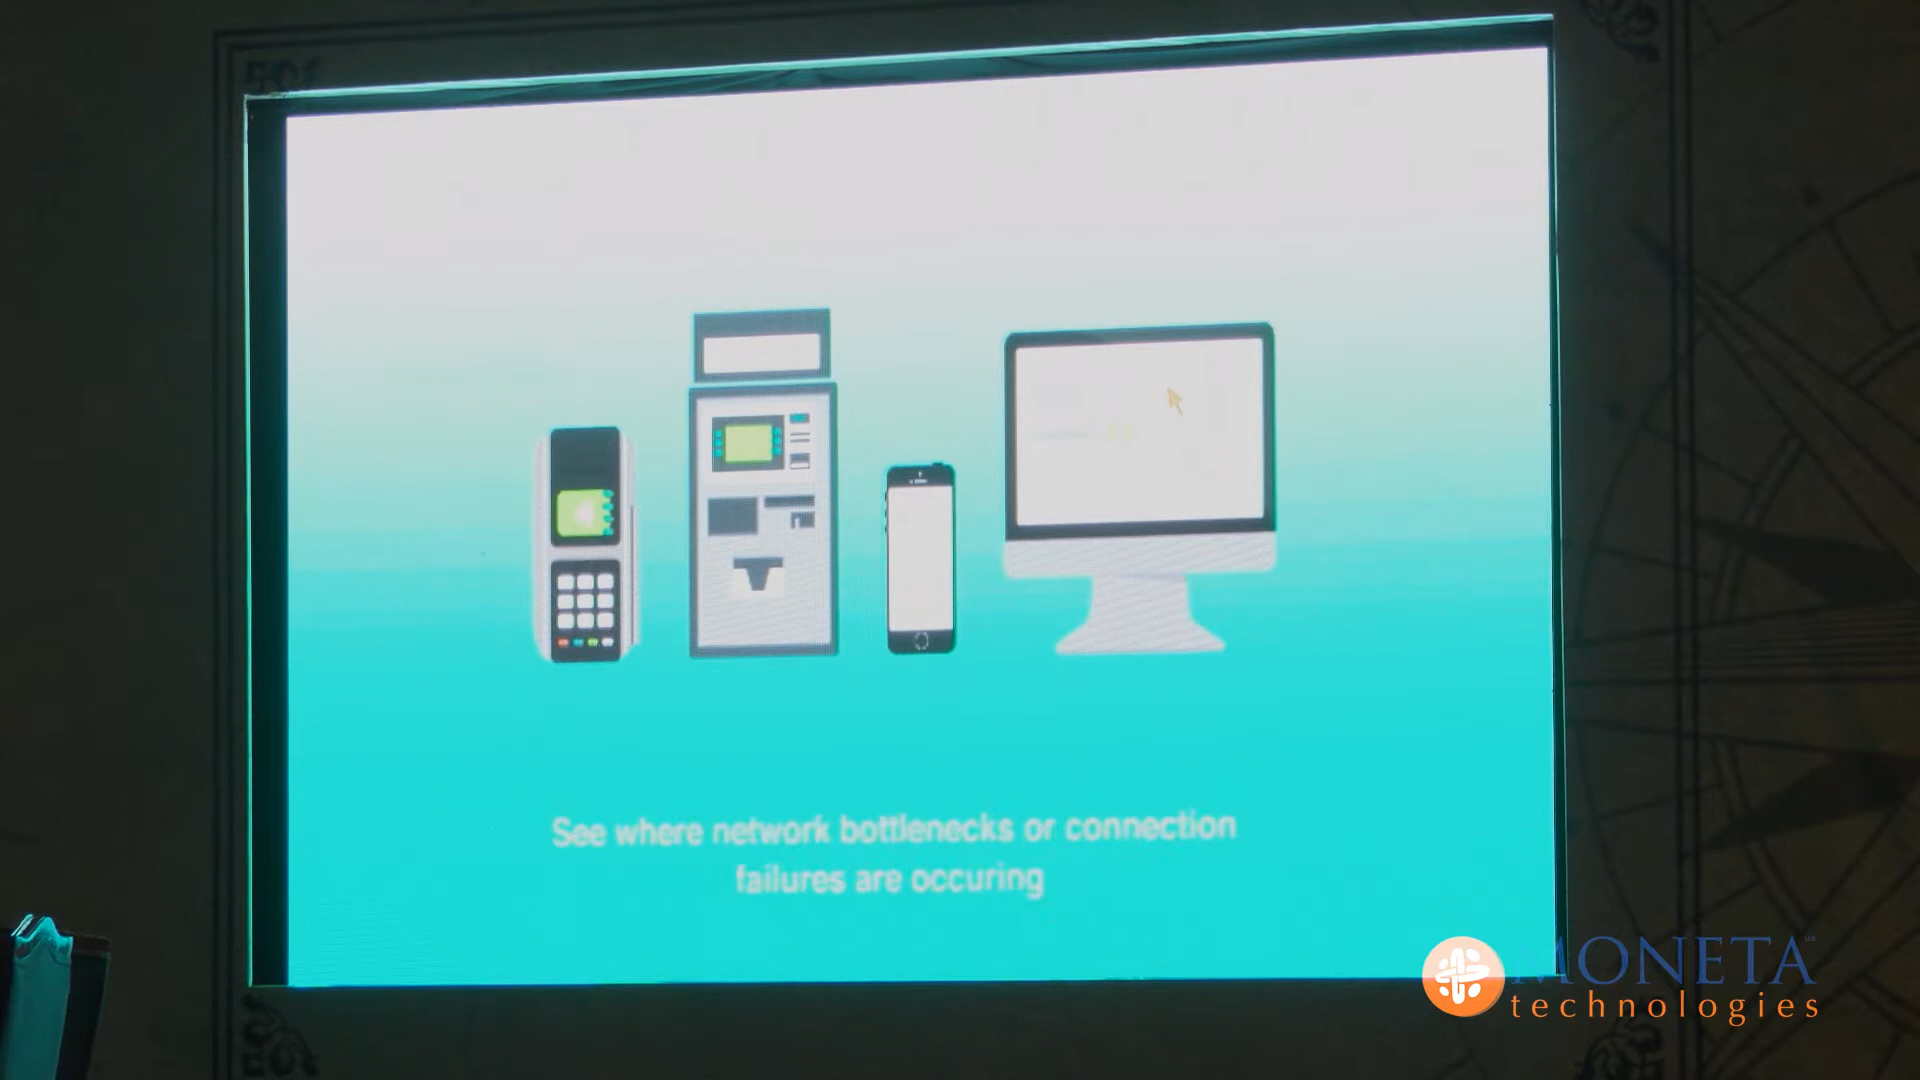 See where network bottlenecks or connection
failures are occuring
MONETA
technologies